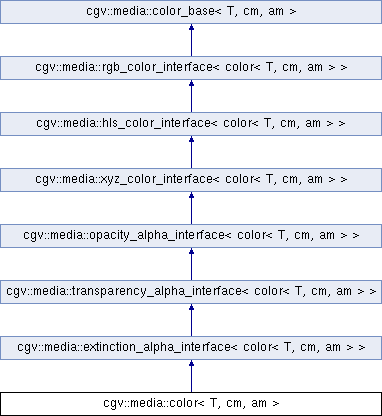 cgv::media::color_base< T, cm, am >
cgv::media::rgb_color_interface< color< T, cm, am > >
cgv::media::hls_color_interface< color< T, cm, am > >
cgv::media::xyz_color_interface< color< T, cm, am > >
cgv::media::opacity_alpha_interface< color< T, cm, am > >
cgv::media::transparency_alpha_interface< color< T, cm, am > >
cgv::media::extinction_alpha_interface< color< T, cm, am > >
cgv::media::color< T, cm, am >